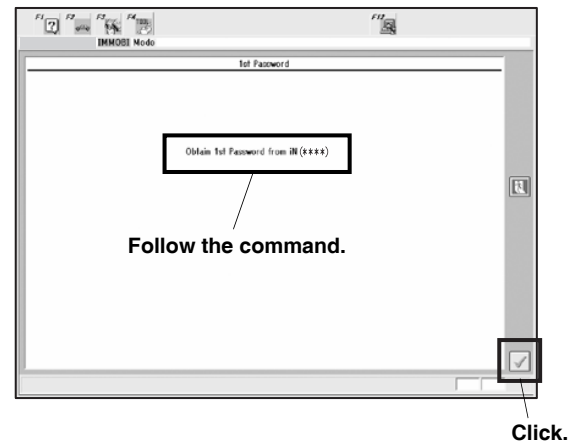 F1 F2 F3 F4 F12
IMMOBI Mode
1st Password
Obtain 1st Password from iN(****)
Follow the command.
Click.